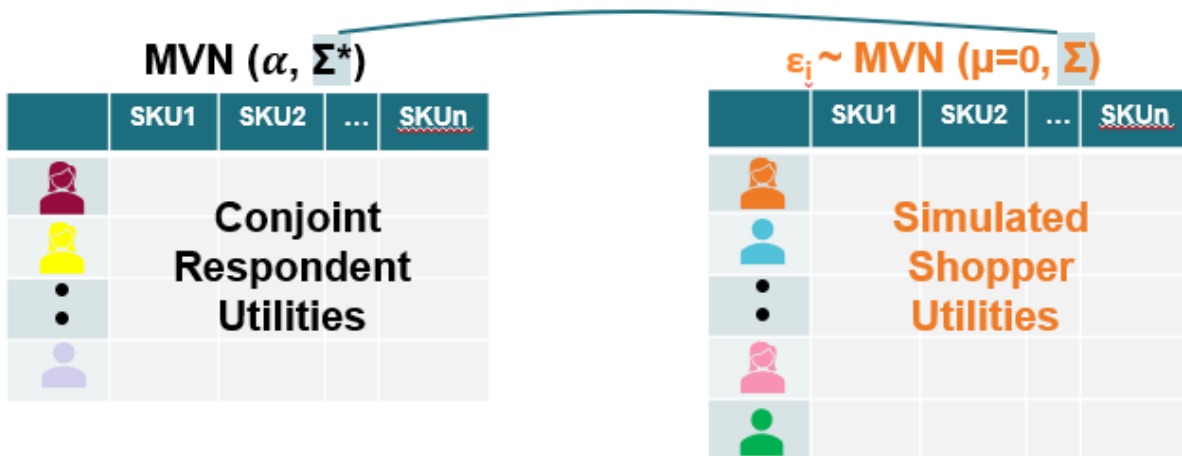 MVN (α, Σ*)
SKU1 SKU2 ... SKUn
Conjoint
Respondent
Utilities
εi ~ MVN (μ=0, Σ)
SKU1 SKU2 ... SKUn
Simulated
Shopper
Utilities